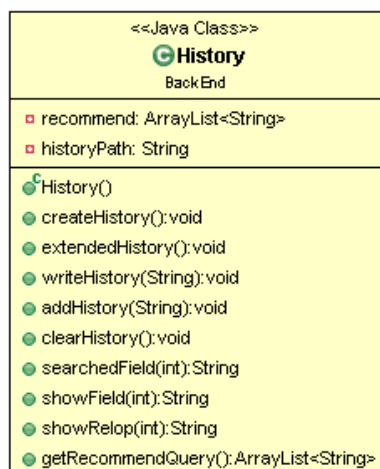 <<Java Class>>
History
BackEnd
recommend: ArrayList<String>
historyPath: String
History()
createHistory():void
extendedHistory():void
writeHistory(String):void
addHistory(String):void
clearHistory():void
searchedField(int):String
showField(int):String
showRelop(int):String
getRecommendQuery():ArrayList<String>